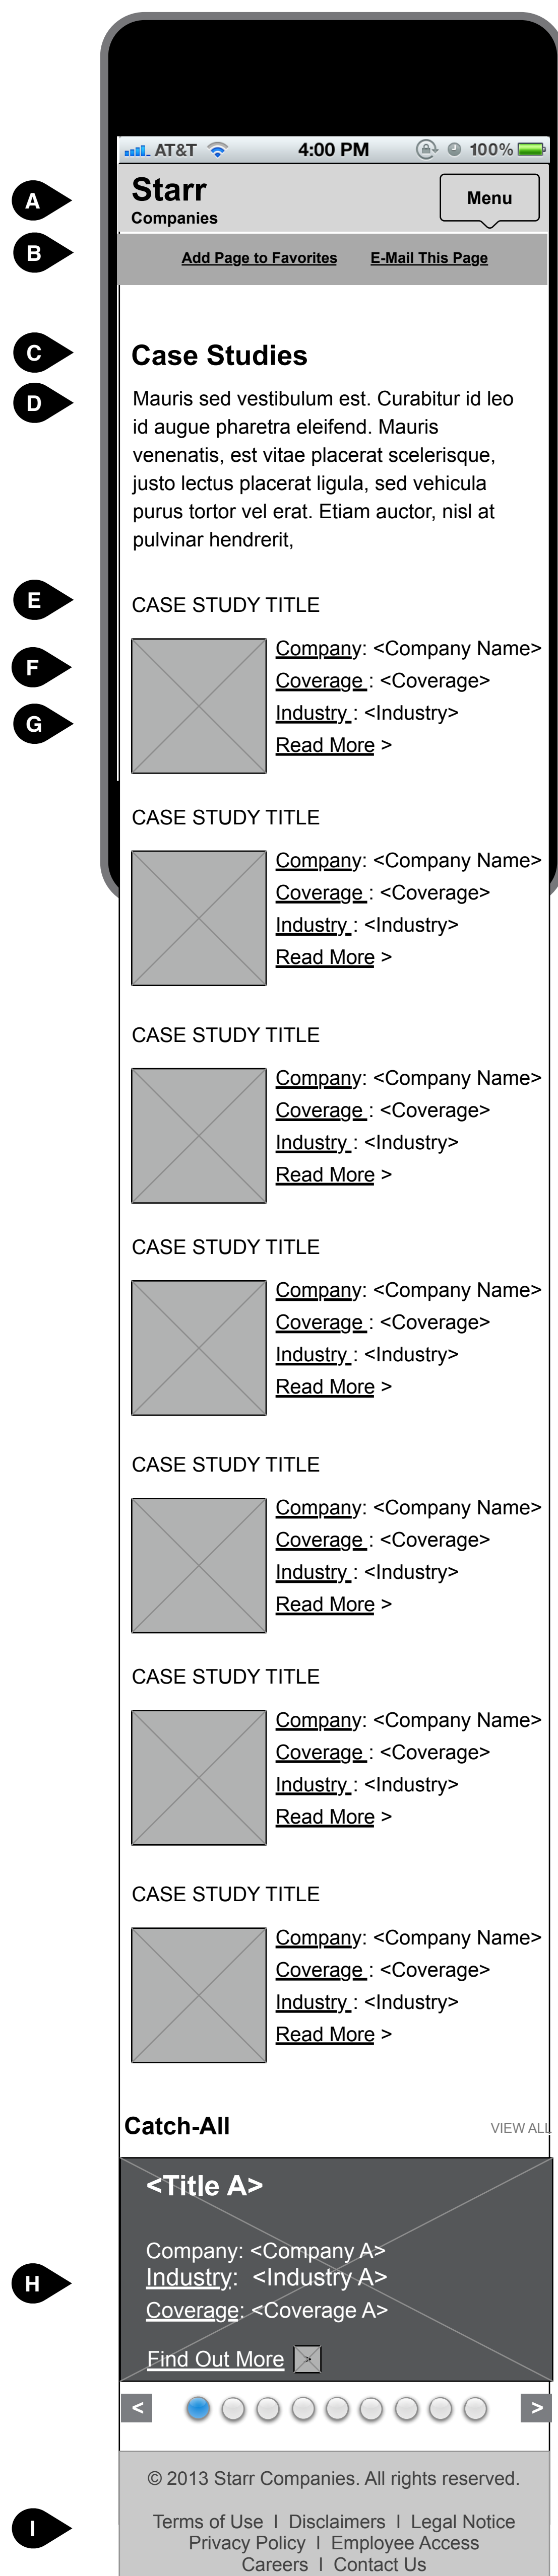 AT&T 4:00 PM 100%
A
Starr
Companies
Menu
B
Add Page to Favorites E-Mail This Page
C
Case Studies
D
Mauris sed vestibulum est. Curabitur id leo
id augue pharetra eleifend. Mauris
venenatis, est vitae placerat scelerisque,
justo lectus placerat ligula, sed vehicula
purus tortor vel erat. Etiam auctor, nisl at
pulvinar hendrerit,
E
CASE STUDY TITLE
Company: <Company Name>
F
Coverage : <Coverage>
G
Industry : <Industry>
Read More >
CASE STUDY TITLE
Company: <Company Name>
Coverage : <Coverage>
Industry : <Industry>
Read More >
CASE STUDY TITLE
Company: <Company Name>
Coverage : <Coverage>
Industry : <Industry>
Read More >
CASE STUDY TITLE
Company: <Company Name>
Coverage : <Coverage>
Industry : <Industry>
Read More >
CASE STUDY TITLE
Company: <Company Name>
Coverage : <Coverage>
Industry : <Industry>
Read More >
CASE STUDY TITLE
Company: <Company Name>
Coverage : <Coverage>
Industry : <Industry>
Read More >
CASE STUDY TITLE
Company: <Company Name>
Coverage : <Coverage>
Industry : <Industry>
Read More >
Catch-All VIEW ALL
<Title A>
Company: <Company A>
H
Industry: <Industry A>
Coverage: <Coverage A>
Find Out More >
< >
© 2013 Starr Companies. All rights reserved.
I
Terms of Use I Disclaimers I Legal Notice
Privacy Policy I Employee Access
Careers I Contact Us